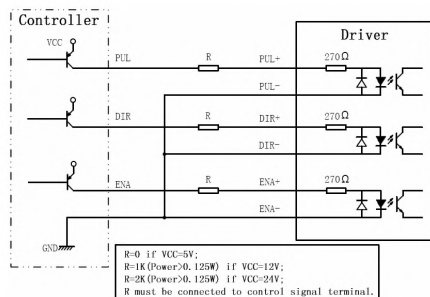 Controller
Driver
VCC
PUL
R
PUL+
270Ω
PUL-
DIR
R
DIR+
270Ω
DIR-
ENA
R
ENA+
270Ω
ENA-
GND
R=0 if VCC=5V;
R=1K(Power>0.125W) if VCC=12V;
R=2K(Power>0.125W) if VCC=24V;
R must be connected to control signal terminal.